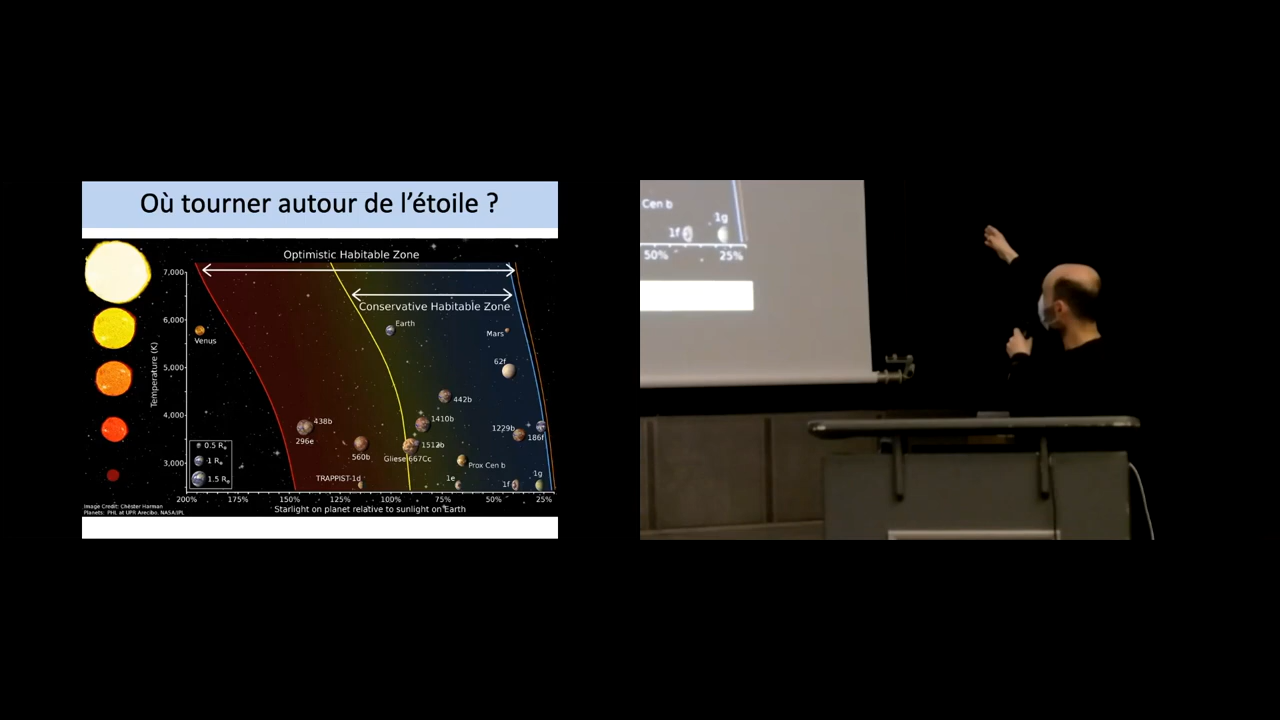 Où tourner autour de l'étoile ?
Optimistic Habitable Zone
Conservative Habitable Zone
7,000
6,000
5,000
4,000
3,000
Temperature (K)
Venus
Earth
Mars
62f
442b
438b
296e
1410b
1229b
186f
560b
1512b
Gliese 667Cc
Prox Cen b
TRAPPIST-1d
1e
1f
1g
0.5 R
1 R
1.5 R
200%
175%
150%
125%
100%
75%
50%
25%
Starlight on planet relative to sunlight on Earth
Image Credit: Chester Harman
Planets: PHL at UPR Arecibo, NASA/JPL
Cen b
1g
1f
50%
25%